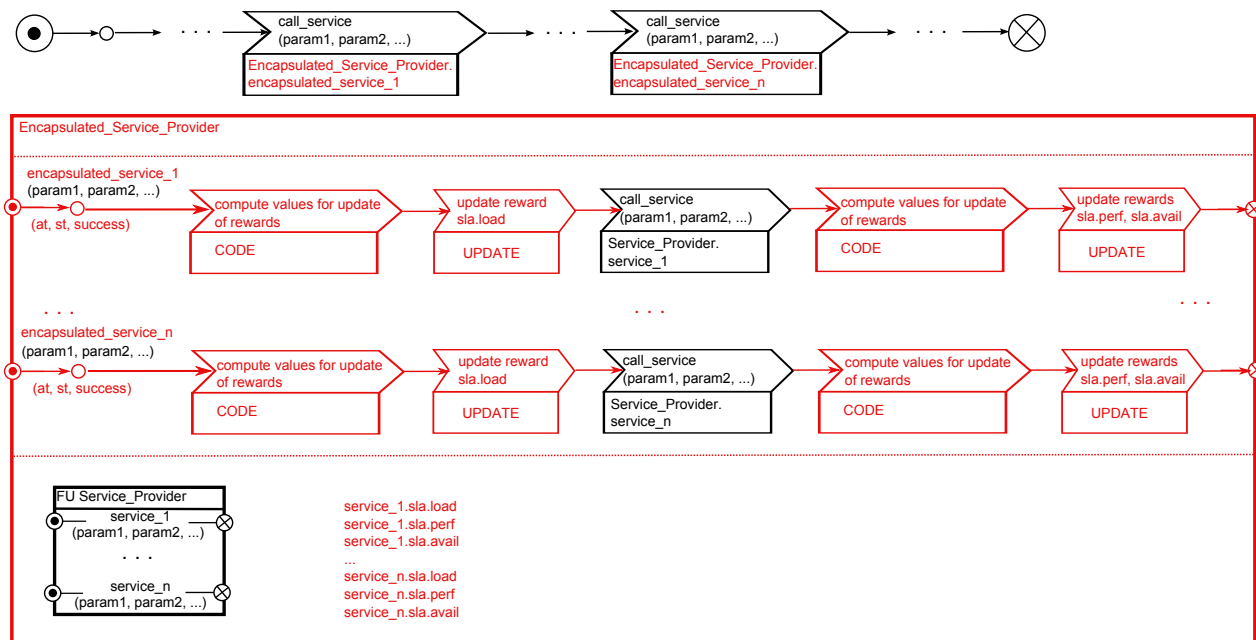 . . .
call_service
(param1, param2, ...)
Encapsulated_Service_Provider.
encapsulated_service_1
. . .
call_service
(param1, param2, ...)
Encapsulated_Service_Provider.
encapsulated_service_n
. . .
Encapsulated_Service_Provider
encapsulated_service_1
(param1, param2, ...)
(at, st, success)
compute values for update
of rewards
CODE
update reward
sla.load
UPDATE
call_service
(param1, param2, ...)
Service_Provider.
service_1
compute values for update
of rewards
CODE
update rewards
sla.perf, sla.avail
UPDATE
. . .
. . .
. . .
encapsulated_service_n
(param1, param2, ...)
(at, st, success)
compute values for update
of rewards
CODE
update reward
sla.load
UPDATE
call_service
(param1, param2, ...)
Service_Provider.
service_n
compute values for update
of rewards
CODE
update rewards
sla.perf, sla.avail
UPDATE
FU Service_Provider
service_1
(param1, param2, ...)
. . .
service_n
(param1, param2, ...)
service_1.sla.load
service_1.sla.perf
service_1.sla.avail
...
service_n.sla.load
service_n.sla.perf
service_n.sla.avail